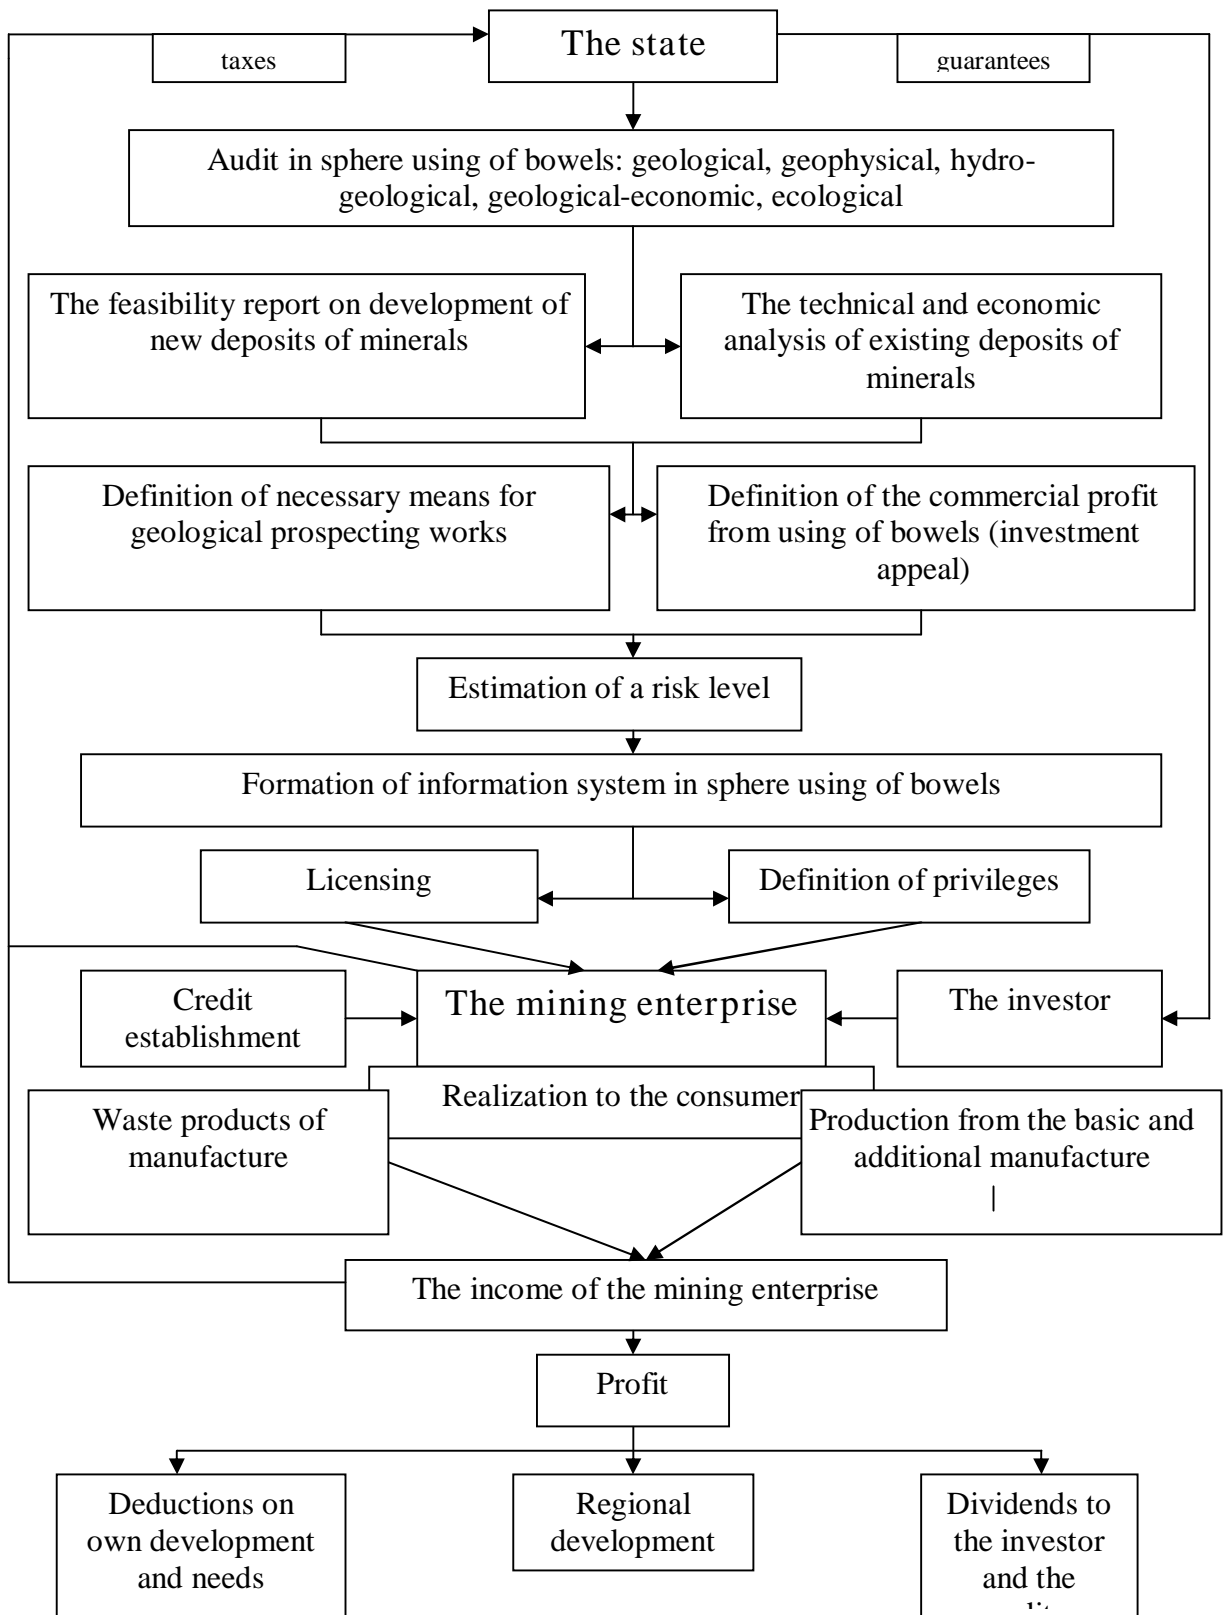 taxes
The state
guarantees
Audit in sphere using of bowels: geological, geophysical, hydro-
geological, geological-economic, ecological
The feasibility report on development of
new deposits of minerals
The technical and economic
analysis of existing deposits of
minerals
Definition of necessary means for
geological prospecting works
Definition of the commercial profit
from using of bowels (investment
appeal)
Estimation of a risk level
Formation of information system in sphere using of bowels
Licensing
Definition of privileges
Credit
establishment
The mining enterprise
The investor
Realization to the consumer
Waste products of
manufacture
Production from the basic and
additional manufacture
The income of the mining enterprise
Profit
Deductions on
own development
and needs
Regional
development
Dividends to
the investor
and the